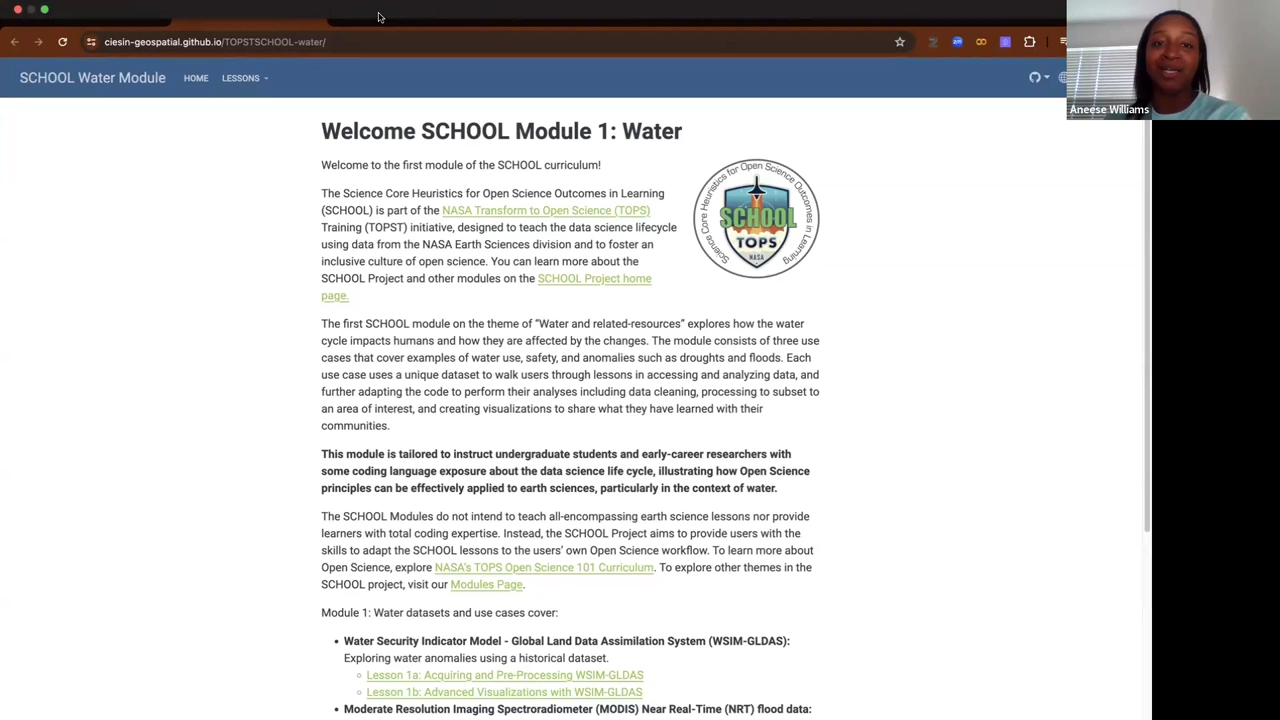 ciesin-geospatial.github.io/TOPSTSCHOOL-water/
SCHOOL Water Module
HOME
LESSONS
Aneese Williams
Welcome SCHOOL Module 1: Water
Welcome to the first module of the SCHOOL curriculum!
The Science Core Heuristics for Open Science Outcomes in Learning
(SCHOOL) is part of the NASA Transform to Open Science (TOPS)
Training (TOPST) initiative, designed to teach the data science lifecycle
using data from the NASA Earth Sciences division and to foster an
inclusive culture of open science. You can learn more about the
SCHOOL Project and other modules on the SCHOOL Project home
page.
Science Core Heuristics for Open Science Outcomes in Learning
SCHOOL
TOPS
NASA
The first SCHOOL module on the theme of “Water and related-resources” explores how the water
cycle impacts humans and how they are affected by the changes. The module consists of three use
cases that cover examples of water use, safety, and anomalies such as droughts and floods. Each
use case uses a unique dataset to walk users through lessons in accessing and analyzing data, and
further adapting the code to perform their analyses including data cleaning, processing to subset to
an area of interest, and creating visualizations to share what they have learned with their
communities.
This module is tailored to instruct undergraduate students and early-career researchers with
some coding language exposure about the data science life cycle, illustrating how Open Science
principles can be effectively applied to earth sciences, particularly in the context of water.
The SCHOOL Modules do not intend to teach all-encompassing earth science lessons nor provide
learners with total coding expertise. Instead, the SCHOOL Project aims to provide users with the
skills to adapt the SCHOOL lessons to the users’ own Open Science workflow. To learn more about
Open Science, explore NASA’s TOPS Open Science 101 Curriculum. To explore other themes in the
SCHOOL project, visit our Modules Page.
Module 1: Water datasets and use cases cover:
• Water Security Indicator Model - Global Land Data Assimilation System (WSIM-GLDAS):
Exploring water anomalies using a historical dataset.
◦ Lesson 1a: Acquiring and Pre-Processing WSIM-GLDAS
◦ Lesson 1b: Advanced Visualizations with WSIM-GLDAS
• Moderate Resolution Imaging Spectroradiometer (MODIS) Near Real-Time (NRT) flood data: